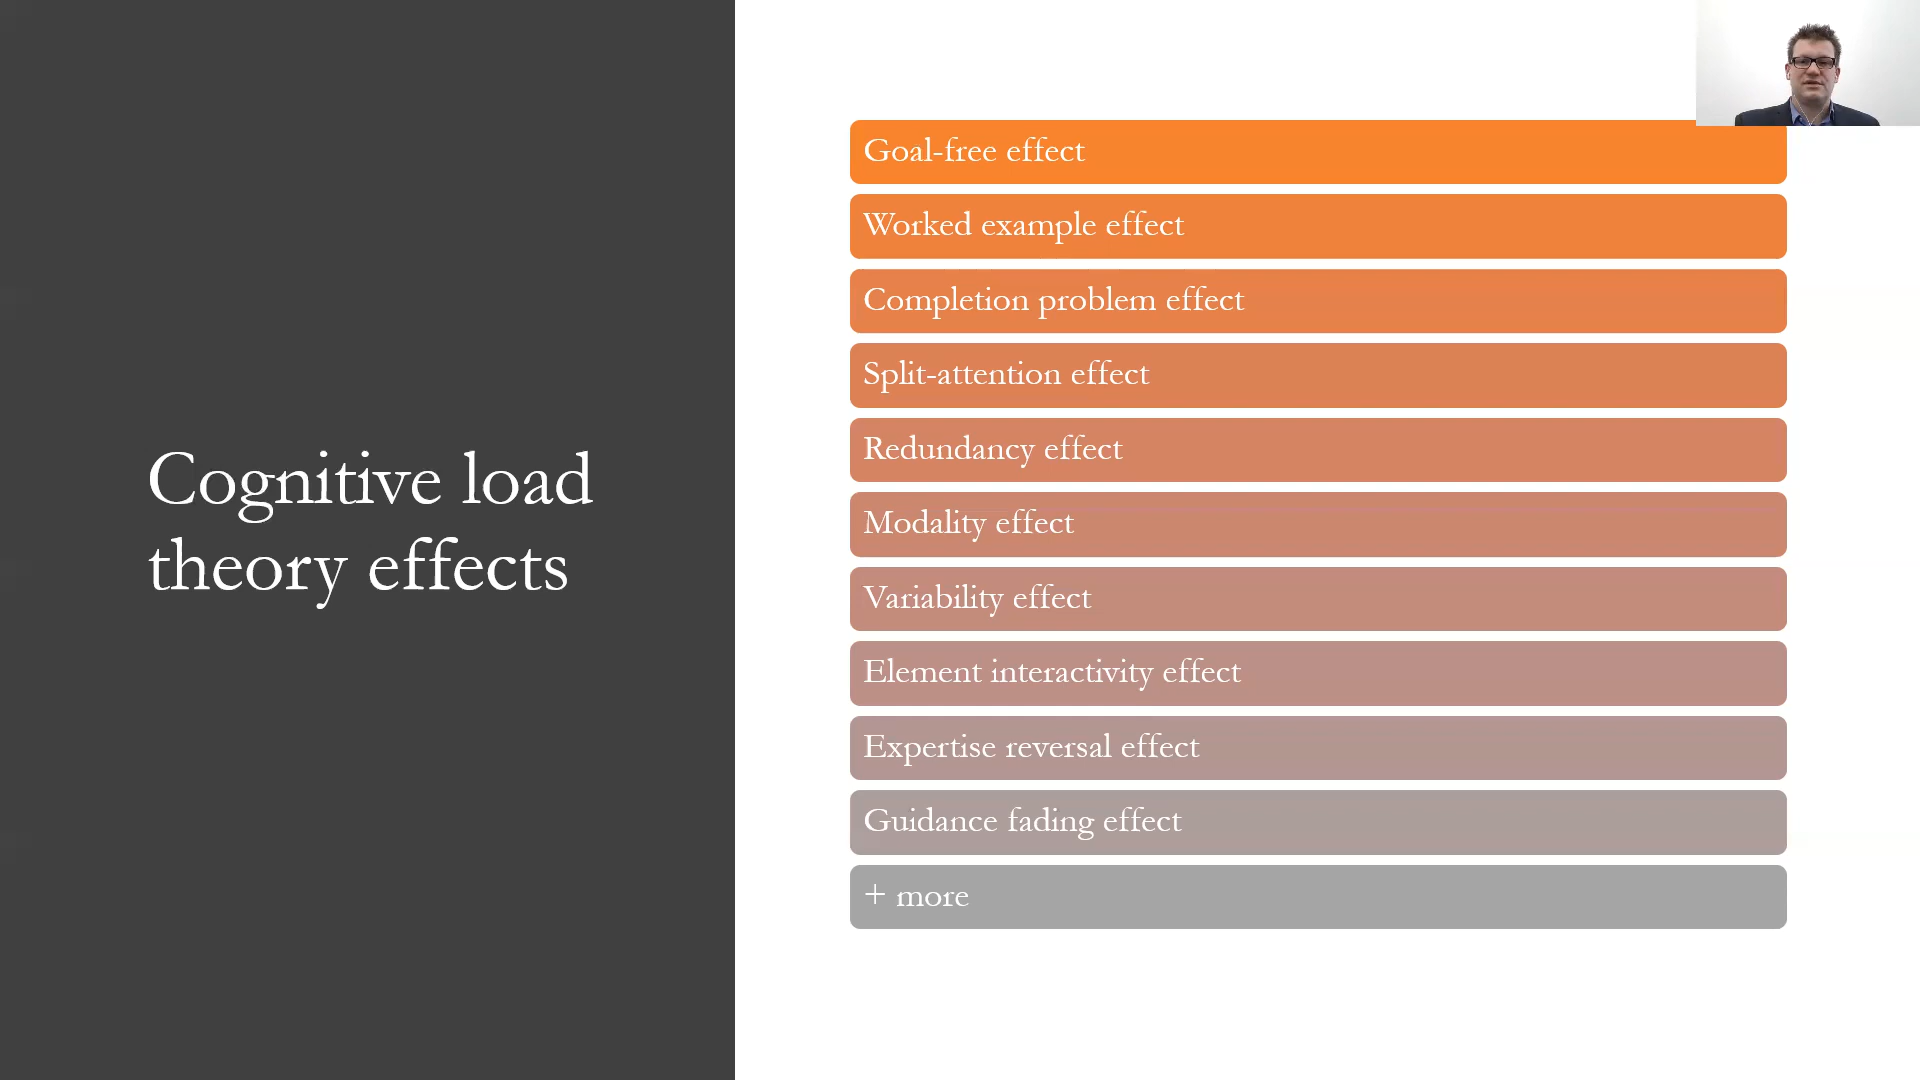 Cognitive load
theory effects
Goal-free effect
Worked example effect
Completion problem effect
Split-attention effect
Redundancy effect
Modality effect
Variability effect
Element interactivity effect
Expertise reversal effect
Guidance fading effect
+ more